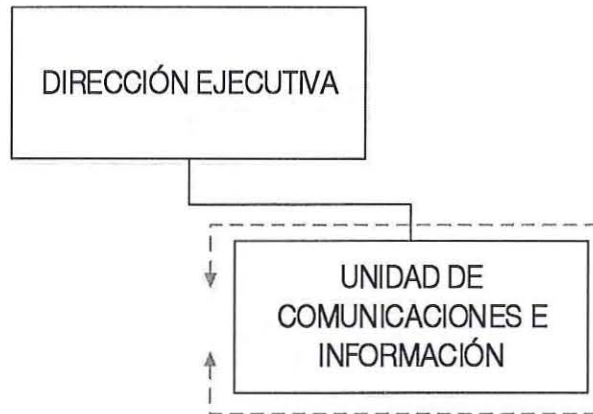 DIRECCIÓN EJECUTIVA
UNIDAD DE
COMUNICACIONES E
INFORMACIÓN